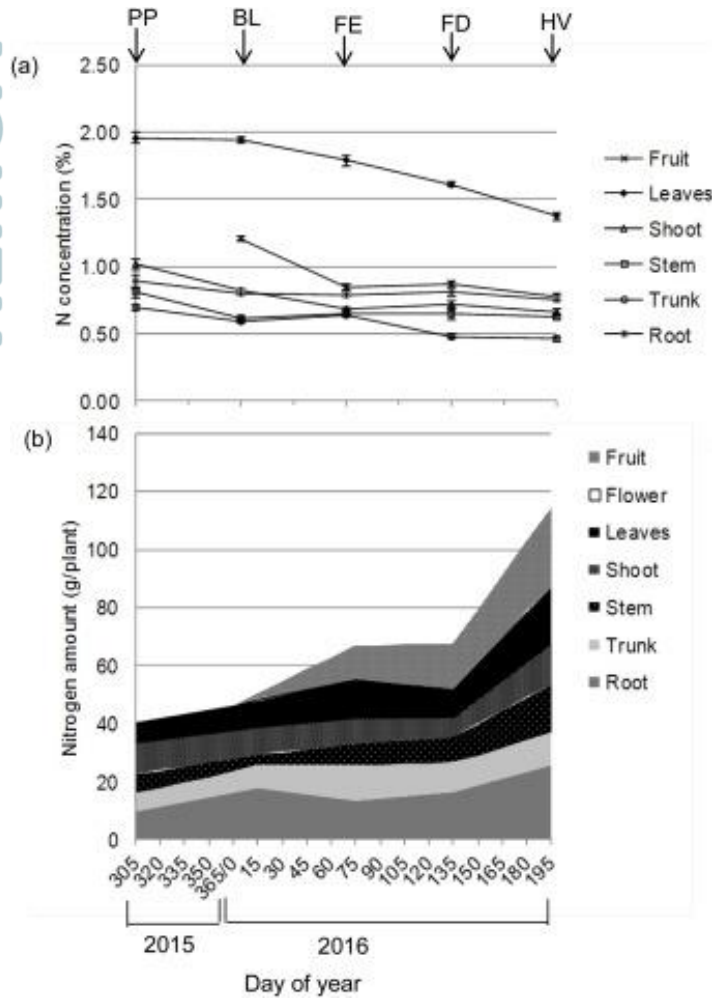 PP BL FE FD HV
(a)
2.50
2.00
1.50
1.00
0.50
0.00
N concentration (%)
Fruit
Leaves
Shoot
Stem
Trunk
Root
(b)
140
120
100
80
60
40
20
0
Nitrogen amount (g/plant)
Fruit
Flower
Leaves
Shoot
Stem
Trunk
Root
305 320 335 350 365/0 15 30 45 60 75 90 105 120 135 150 165 180 195
2015 2016
Day of year